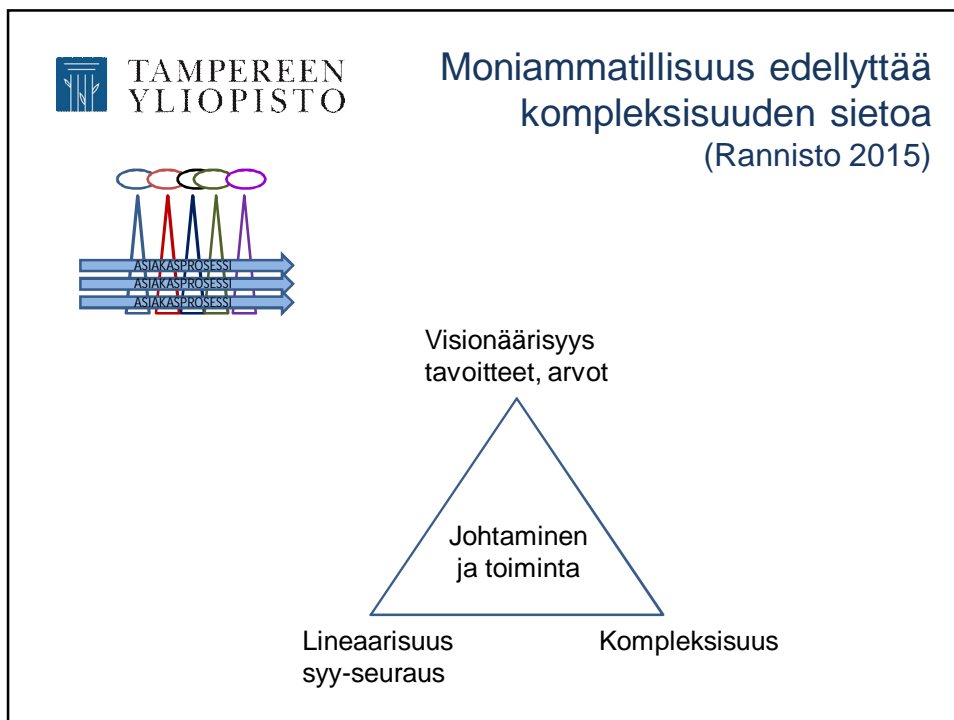 TAMPEREEN
YLIOPISTO
Moniammatillisuus edellyttää
kompleksisuuden sietoa
(Rannisto 2015)
ASIAKASPROSESSI
ASIAKASPROSESSI
ASIAKASPROSESSI
Visionäärisyys
tavoitteet, arvot
Johtaminen
ja toiminta
Lineaarisuus
syy-seuraus
Kompleksisuus